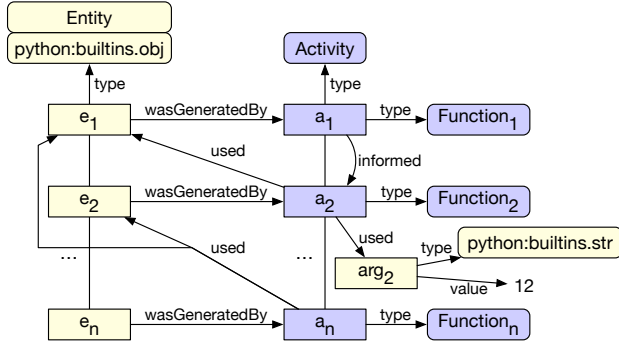 Entity
python:builtins.obj
Activity
type
type
e1
wasGeneratedBy
a1
type
Function1
used
informed
e2
wasGeneratedBy
a2
type
Function2
used
used
type
python:builtins.str
...
...
arg2
value
12
en
wasGeneratedBy
an
type
Functionn